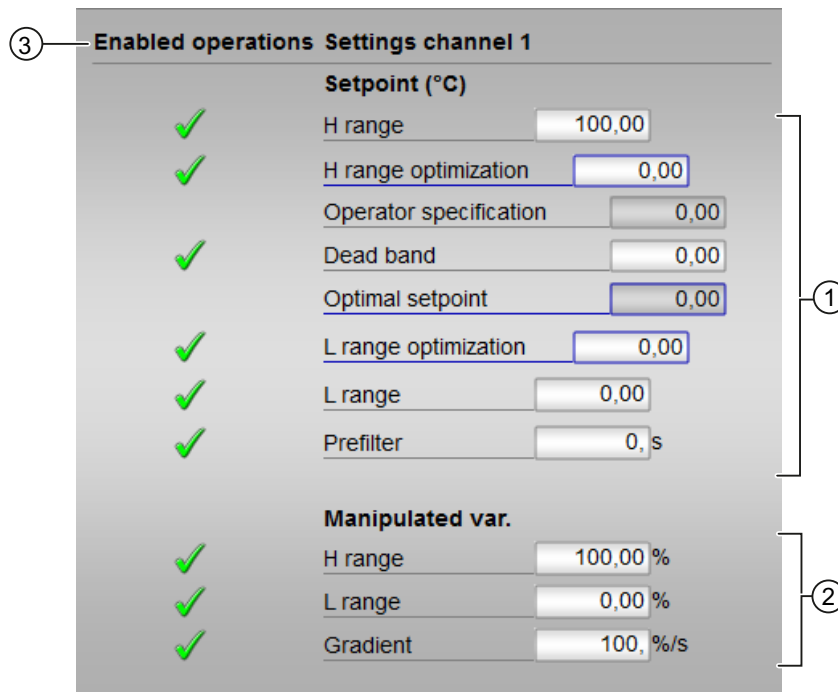 ③ Enabled operations Settings channel 1
Setpoint (°C)
H range 100,00
H range optimization 0,00
Operator specification 0,00
Dead band 0,00
Optimal setpoint 0,00
L range optimization 0,00
L range 0,00
Prefilter 0, s
①
Manipulated var.
H range 100,00 %
L range 0,00 %
Gradient 100, %/s
②